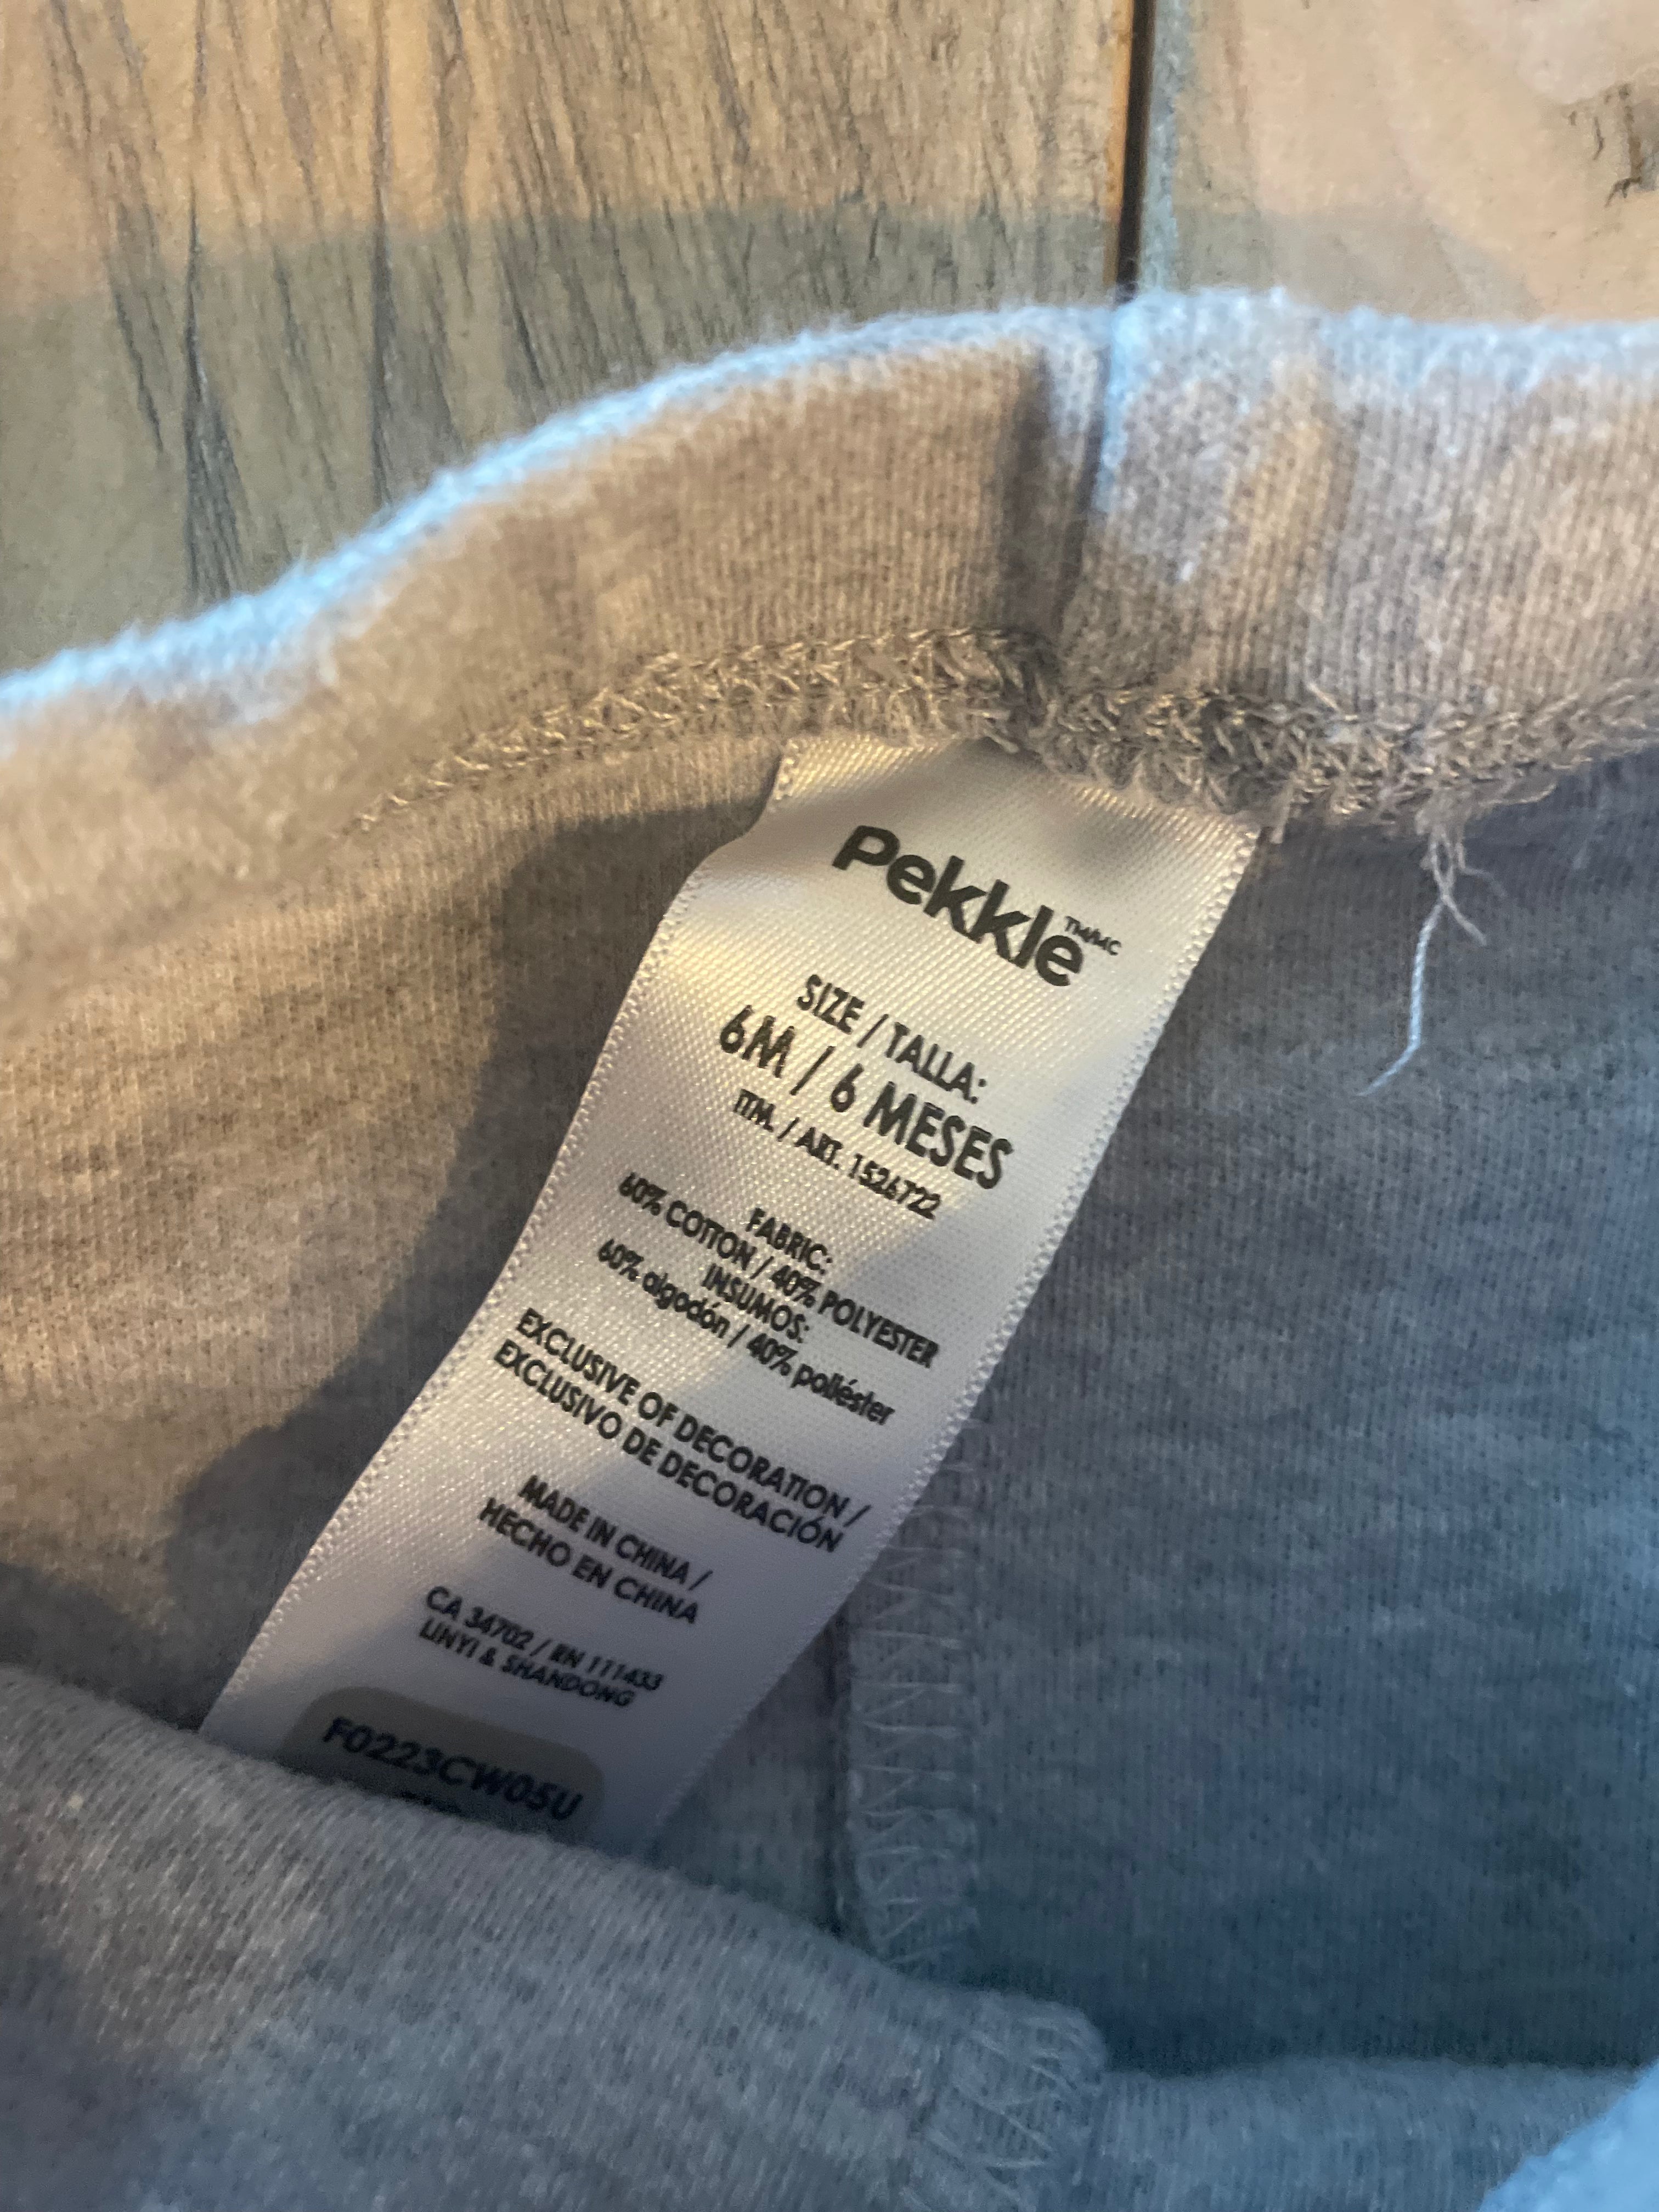 Pekkle TM/MC
SIZE / TALLA:
6M / 6 MESES
ITM. / ART. 1526722
FABRIC:
60% COTTON / 40% POLYESTER
INSUMOS:
60% algodón / 40% poliéster
EXCLUSIVE OF DECORATION /
EXCLUSIVO DE DECORACIÓN
MADE IN CHINA /
HECHO EN CHINA
CA 34702 / RN 111433
LINYI & SHANDONG
F0223CW05U